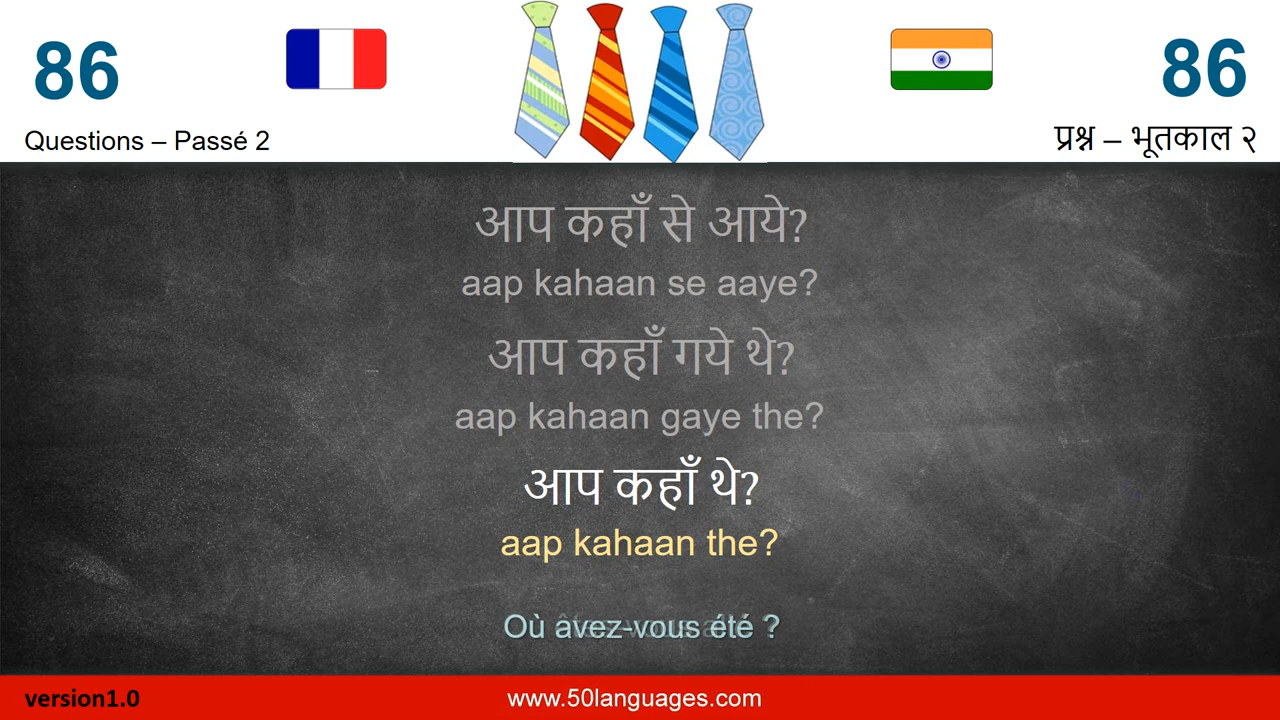 86
86
Questions – Passé 2
प्रश्न – भूतकाल २
आप कहाँ से आये?
aap kahaan se aaye?
आप कहाँ गये थे?
aap kahaan gaye the?
आप कहाँ थे?
aap kahaan the?
Où avez-vous été ?
version1.0
www.50languages.com